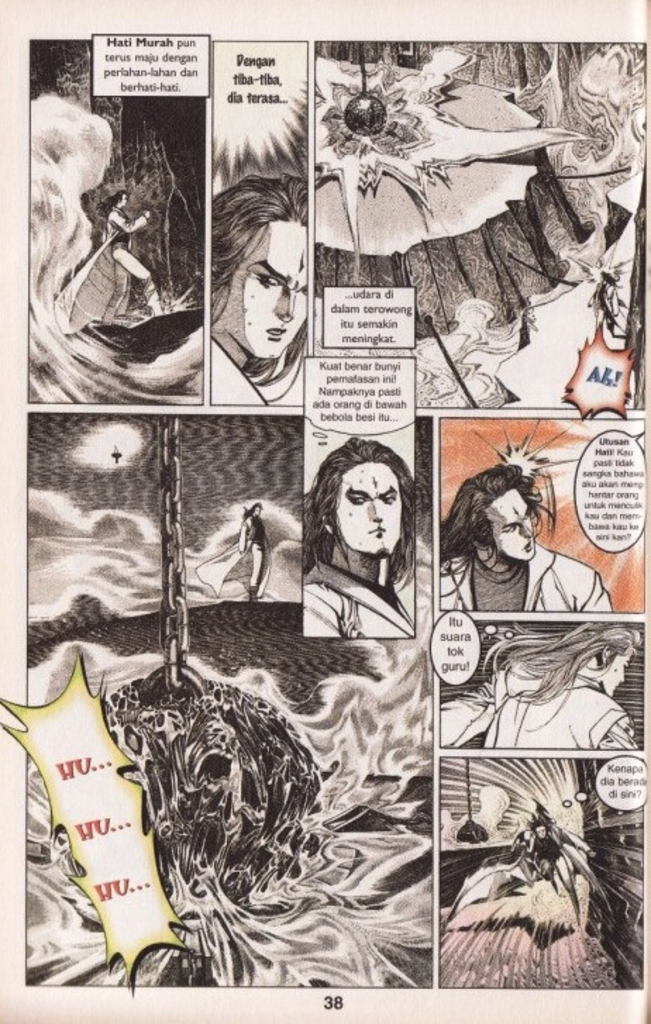 Hati Murah pun
terus maju dengan
perlahan-lahan dan
berhati-hati.
Dengan
tiba-tiba,
dia terasa...
...udara di
dalam terowong
itu semakin
meningkat.
AH!
Kuat benar bunyi
pernafasan ini!
Nampaknya pasti
ada orang di bawah
bebola besi itu...
HU...
HU...
HU...
Utusan
Hati! Kau
pasti tidak
sangka bahawa
aku akan meng-
hantar orang
untuk menculik
kau dan mem-
bawa kau ke
sini kan?
Itu
suara
tok
guru!
Kenapa
dia berada
di sini?
38